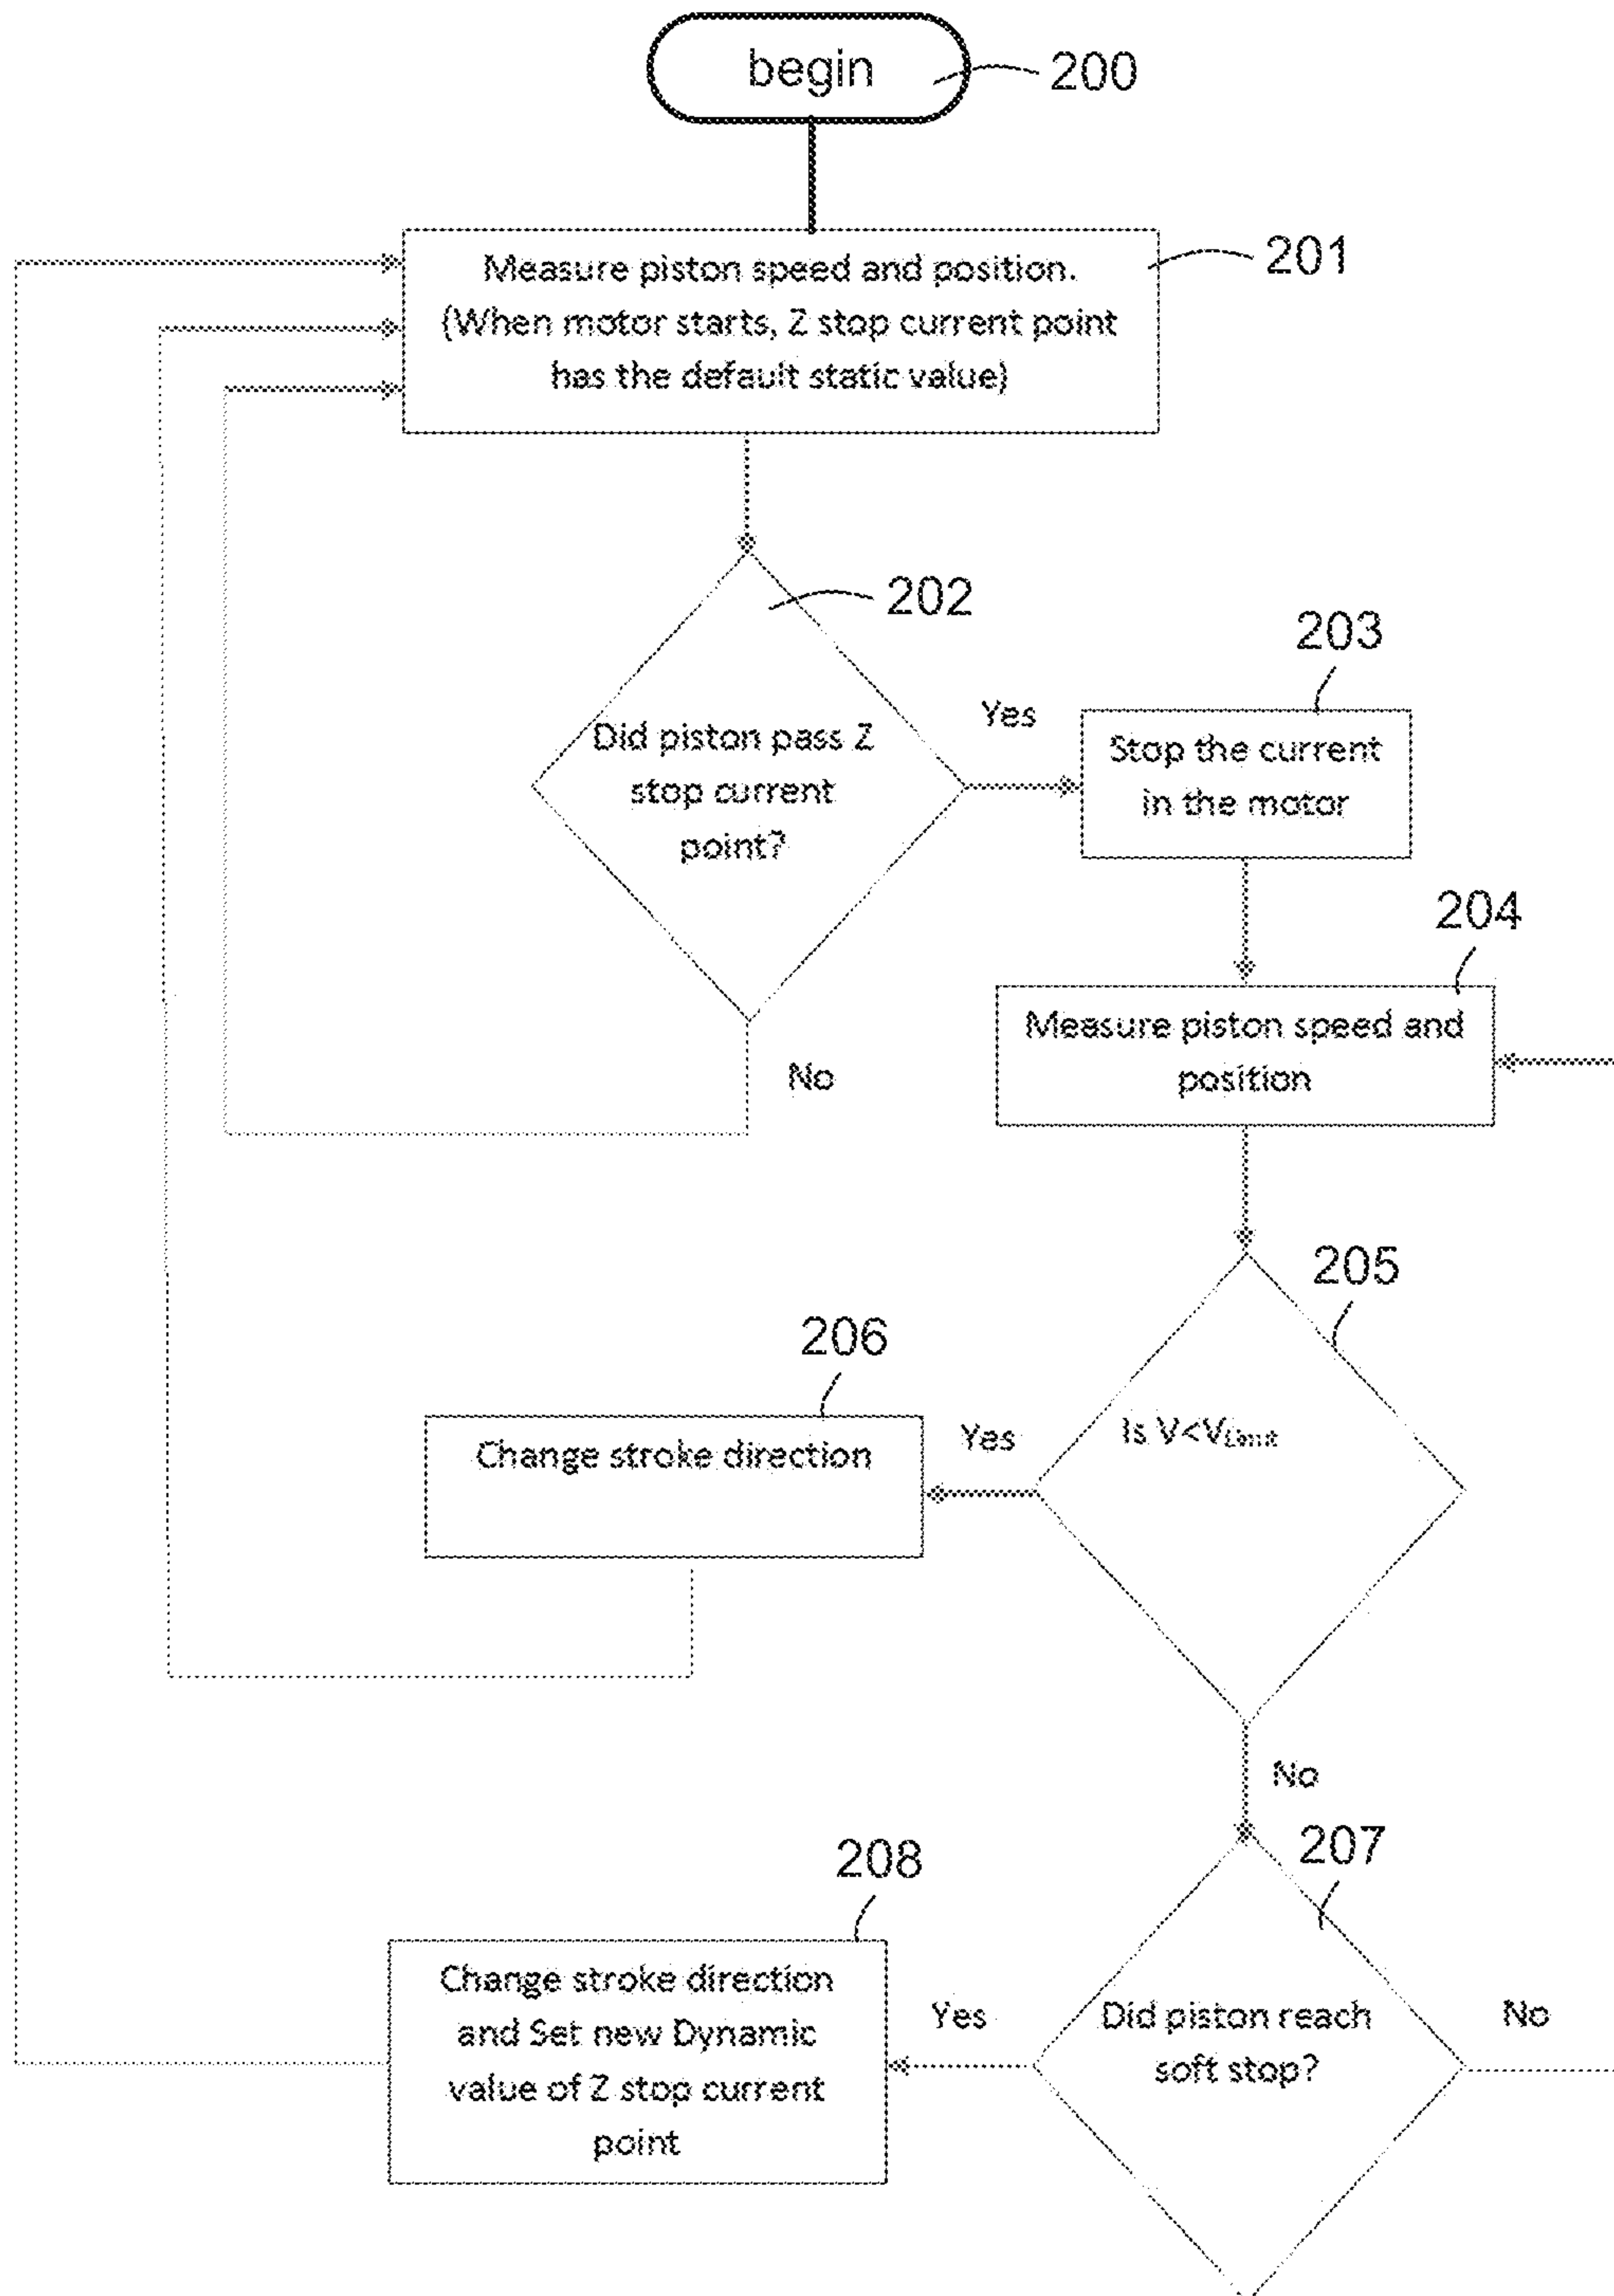 begin
200
Measure piston speed and position.
(When motor starts, Z stop current point
has the default static value)
201
202
Did piston pass Z
stop current
point?
Yes
No
203
Stop the current
in the motor
204
Measure piston speed and
position
205
Is V<VLimit
Yes
No
206
Change stroke direction
207
Did piston reach
soft stop?
Yes
No
208
Change stroke direction
and Set new Dynamic
value of Z stop current
point